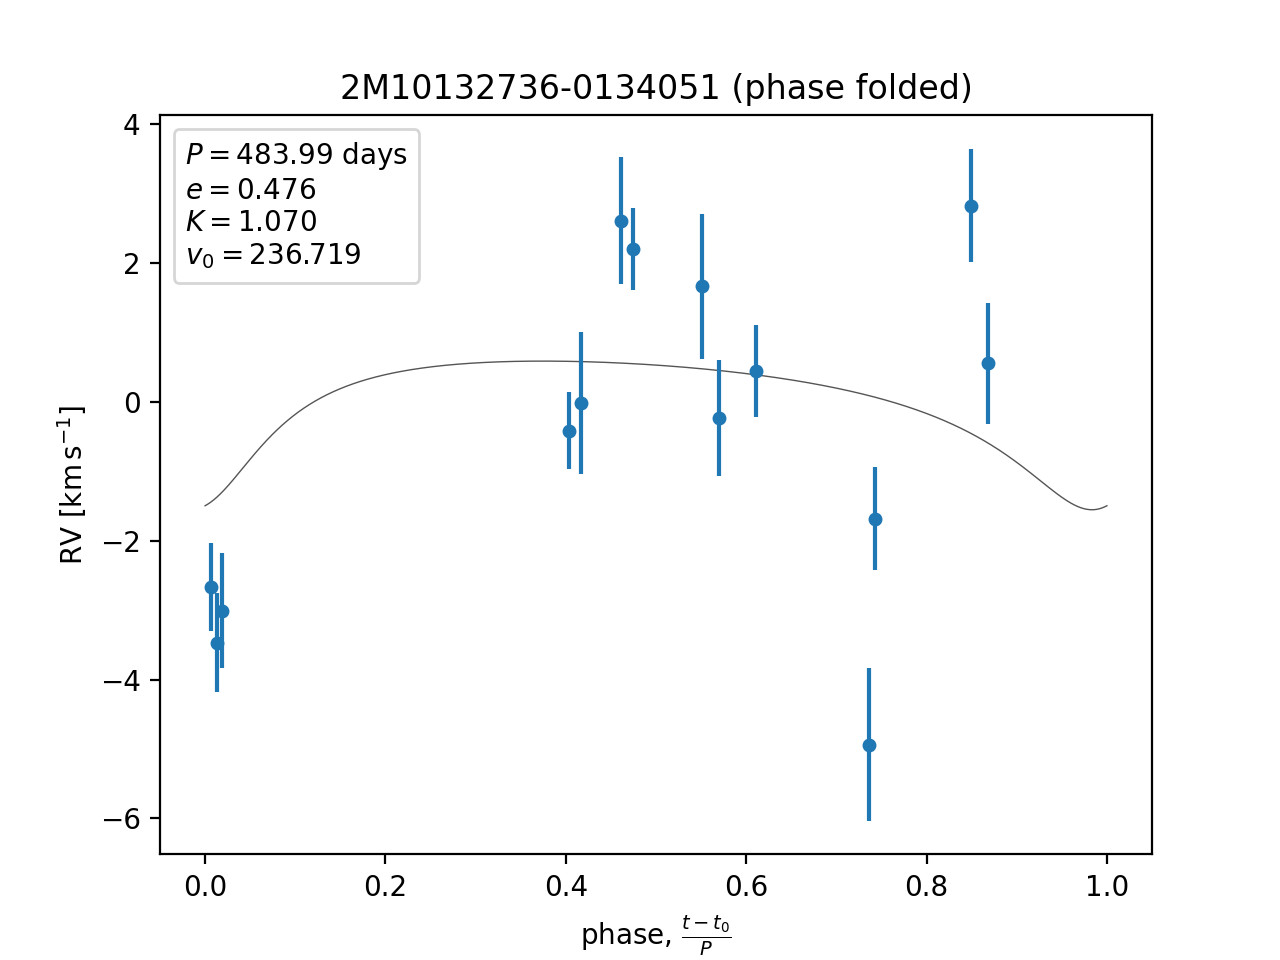 2M10132736-0134051 (phase folded)
P = 483.99 days
e = 0.476
K = 1.070
v₀ = 236.719
4
2
0
−2
−4
−6
RV [km s⁻¹]
0.0 0.2 0.4 0.6 0.8 1.0
phase, (t − t₀)/P